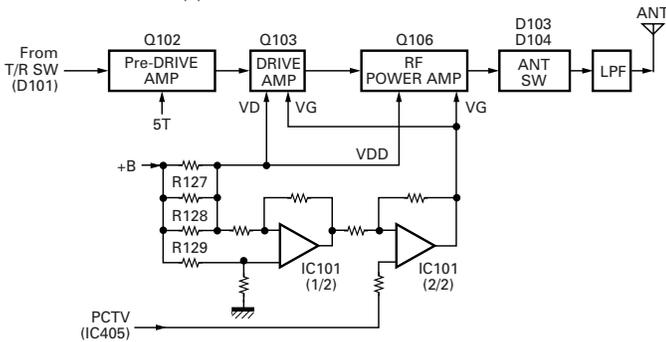 ANT
Q102
Q103
Q106
D103
D104
From
T/R SW
(D101)
Pre-DRIVE
AMP
DRIVE
AMP
RF
POWER AMP
ANT
SW
LPF
5T
VD
VG
VG
VDD
+B
R127
R128
R129
IC101
(1/2)
IC101
(2/2)
PCTV
(IC405)